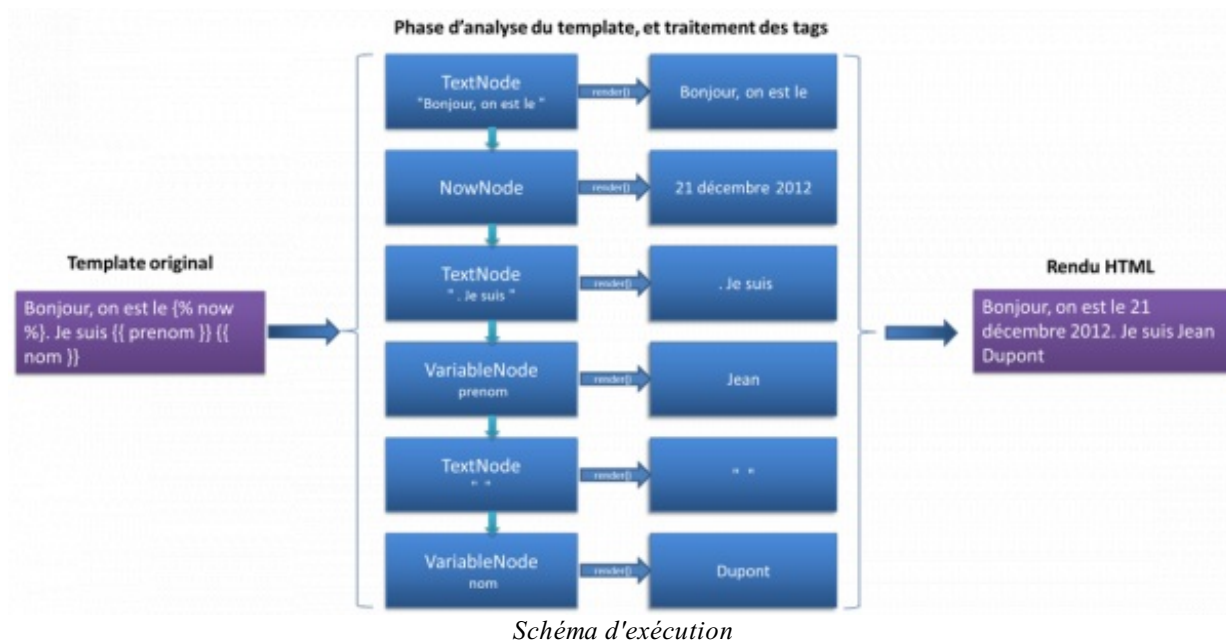 Phase d'analyse du template, et traitement des tags
Template original
Bonjour, on est le {% now
%}. Je suis {{ prenom }} {{
nom }}
TextNode
"Bonjour, on est le "
render()
Bonjour, on est le
NowNode
render()
21 décembre 2012
TextNode
" . Je suis "
render()
. Je suis
VariableNode
prenom
render()
Jean
TextNode
" "
render()
" "
VariableNode
nom
render()
Dupont
Rendu HTML
Bonjour, on est le 21
décembre 2012. Je suis Jean
Dupont
Schéma d'exécution